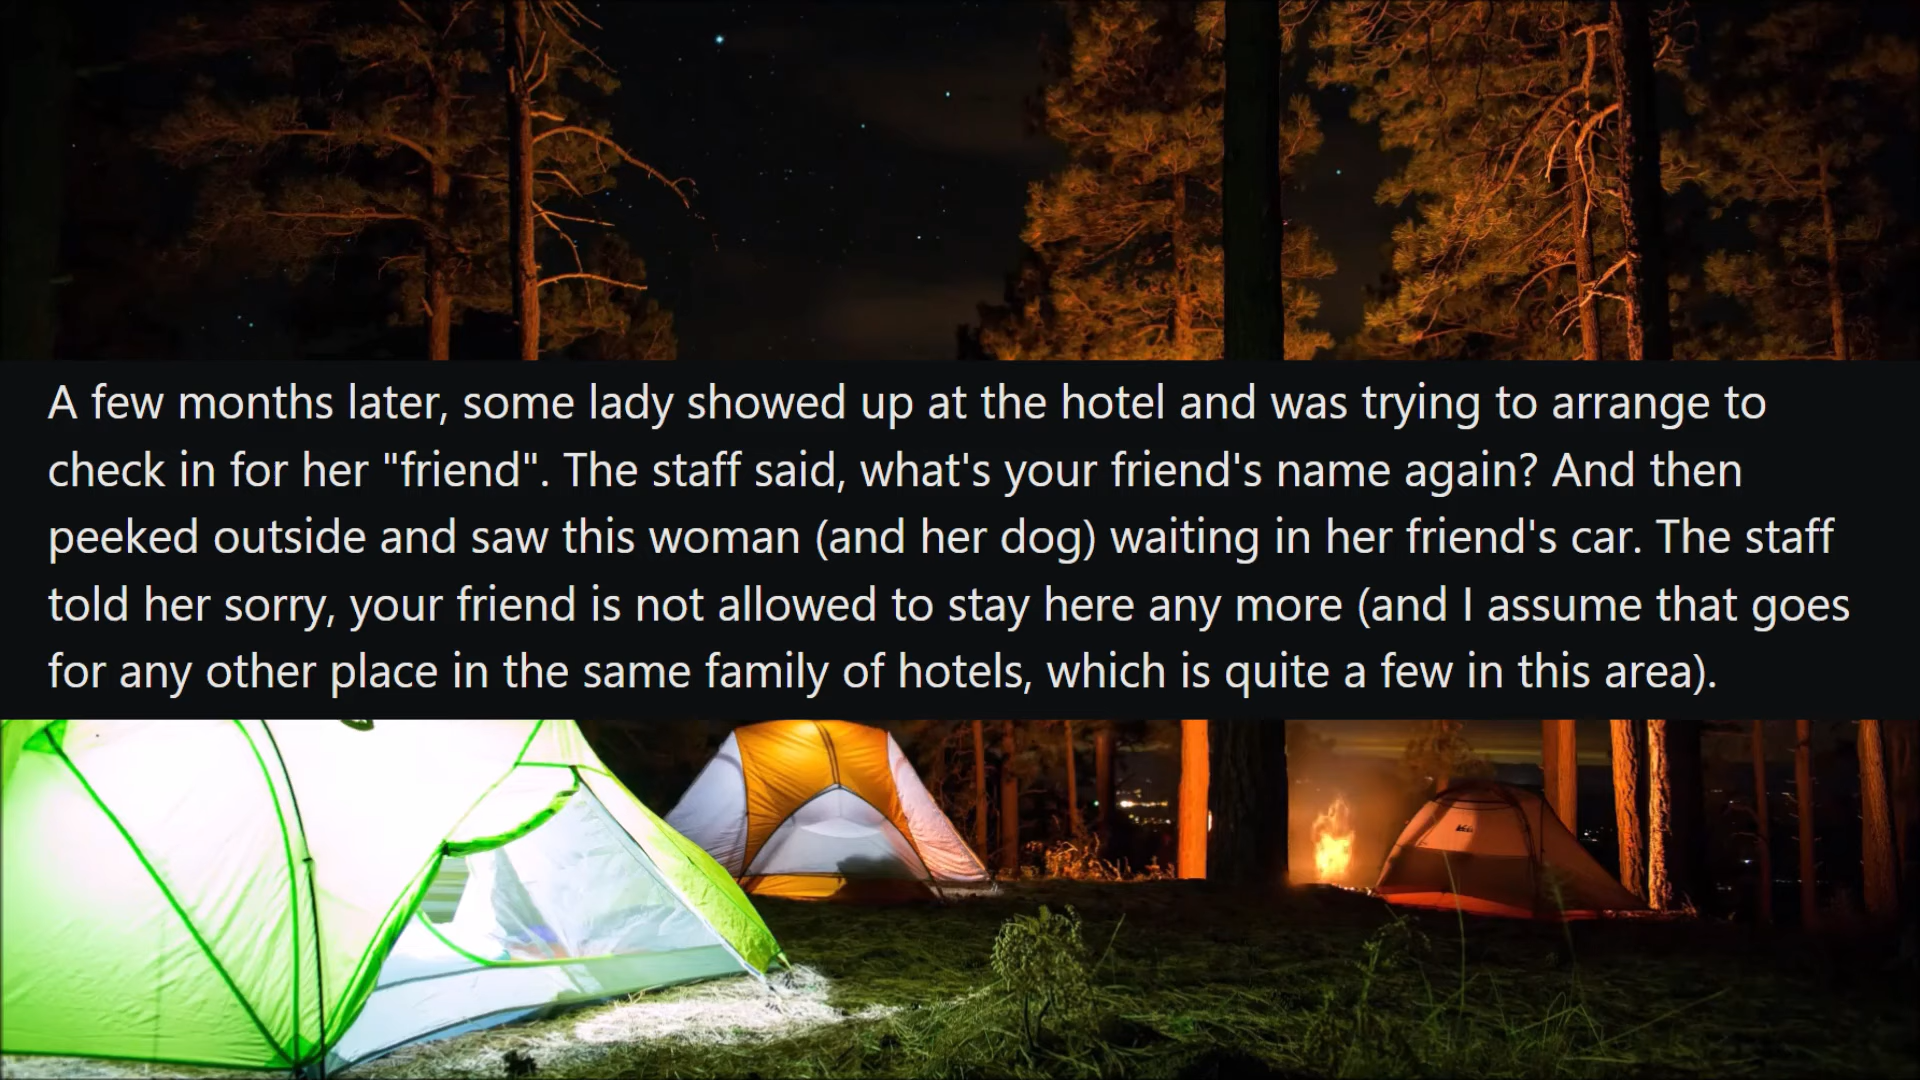 A few months later, some lady showed up at the hotel and was trying to arrange to
check in for her "friend". The staff said, what's your friend's name again? And then
peeked outside and saw this woman (and her dog) waiting in her friend's car. The staff
told her sorry, your friend is not allowed to stay here any more (and I assume that goes
for any other place in the same family of hotels, which is quite a few in this area).
REI